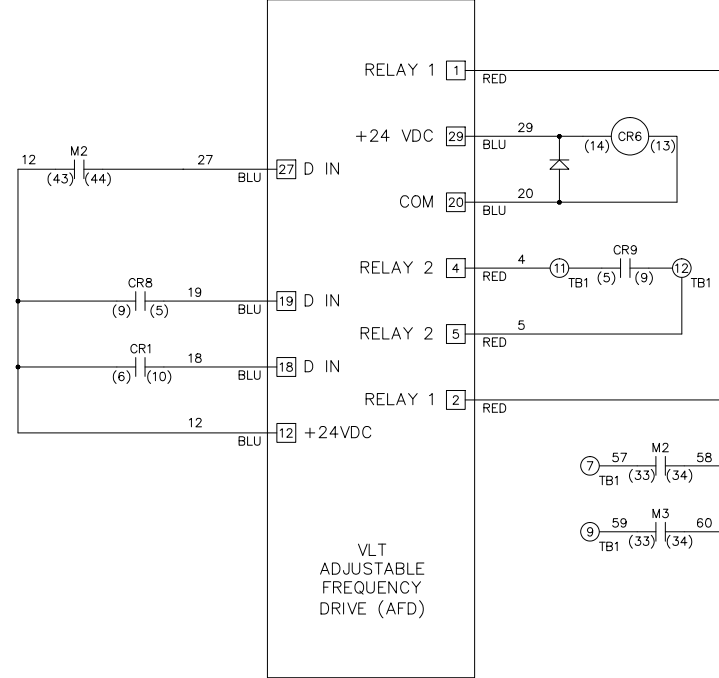 RELAY 1 1 RED
+24 VDC 29 29 BLU (14) CR6 (13)
12 M2 (43) (44) 27 BLU 27 D IN
COM 20 20 BLU
RELAY 2 4 4 RED 11 TB1 CR9 (5) (9) 12 TB1
CR8 (9) (5) 19 BLU 19 D IN
RELAY 2 5 5 RED
CR1 (6) (10) 18 BLU 18 D IN
RELAY 1 2 RED
12 BLU 12 +24VDC
7 TB1 57 M2 (33) (34) 58
9 TB1 59 M3 (33) (34) 60
VLT
ADJUSTABLE
FREQUENCY
DRIVE (AFD)